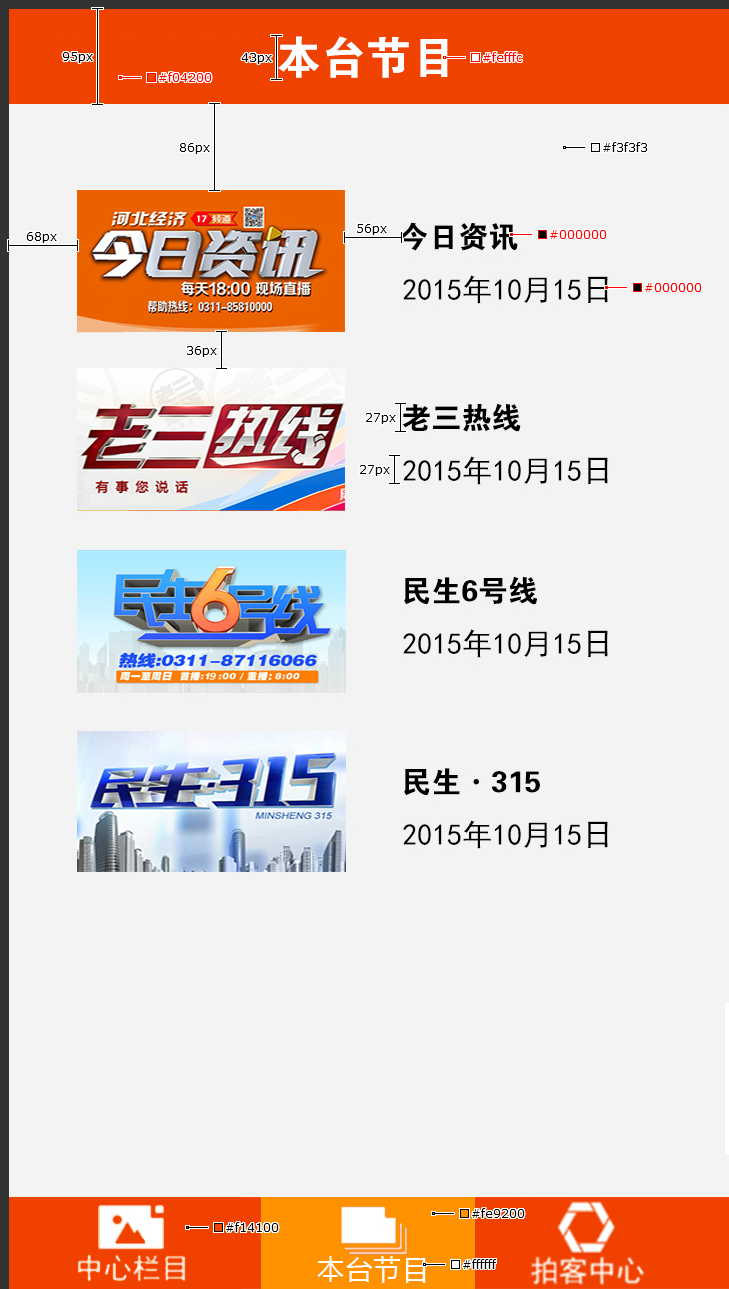 95px
43px
本台节目
#fefffc
#f04200
86px
#f3f3f3
河北经济 17 频道
今日资讯
每天18:00 现场直播
帮助热线：0311-85810000
68px
56px
今日资讯
#000000
2015年10月15日
#000000
36px
老三热线
有事您说话
27px
老三热线
27px
2015年10月15日
民生6号线
热线:0311-87116066
周一至周日 首播:19:00 / 重播: 8:00
民生6号线
2015年10月15日
民生·315
MINSHENG 315
民生·315
2015年10月15日
#f14100
#fe9200
中心栏目
本台节目
#ffffff
拍客中心